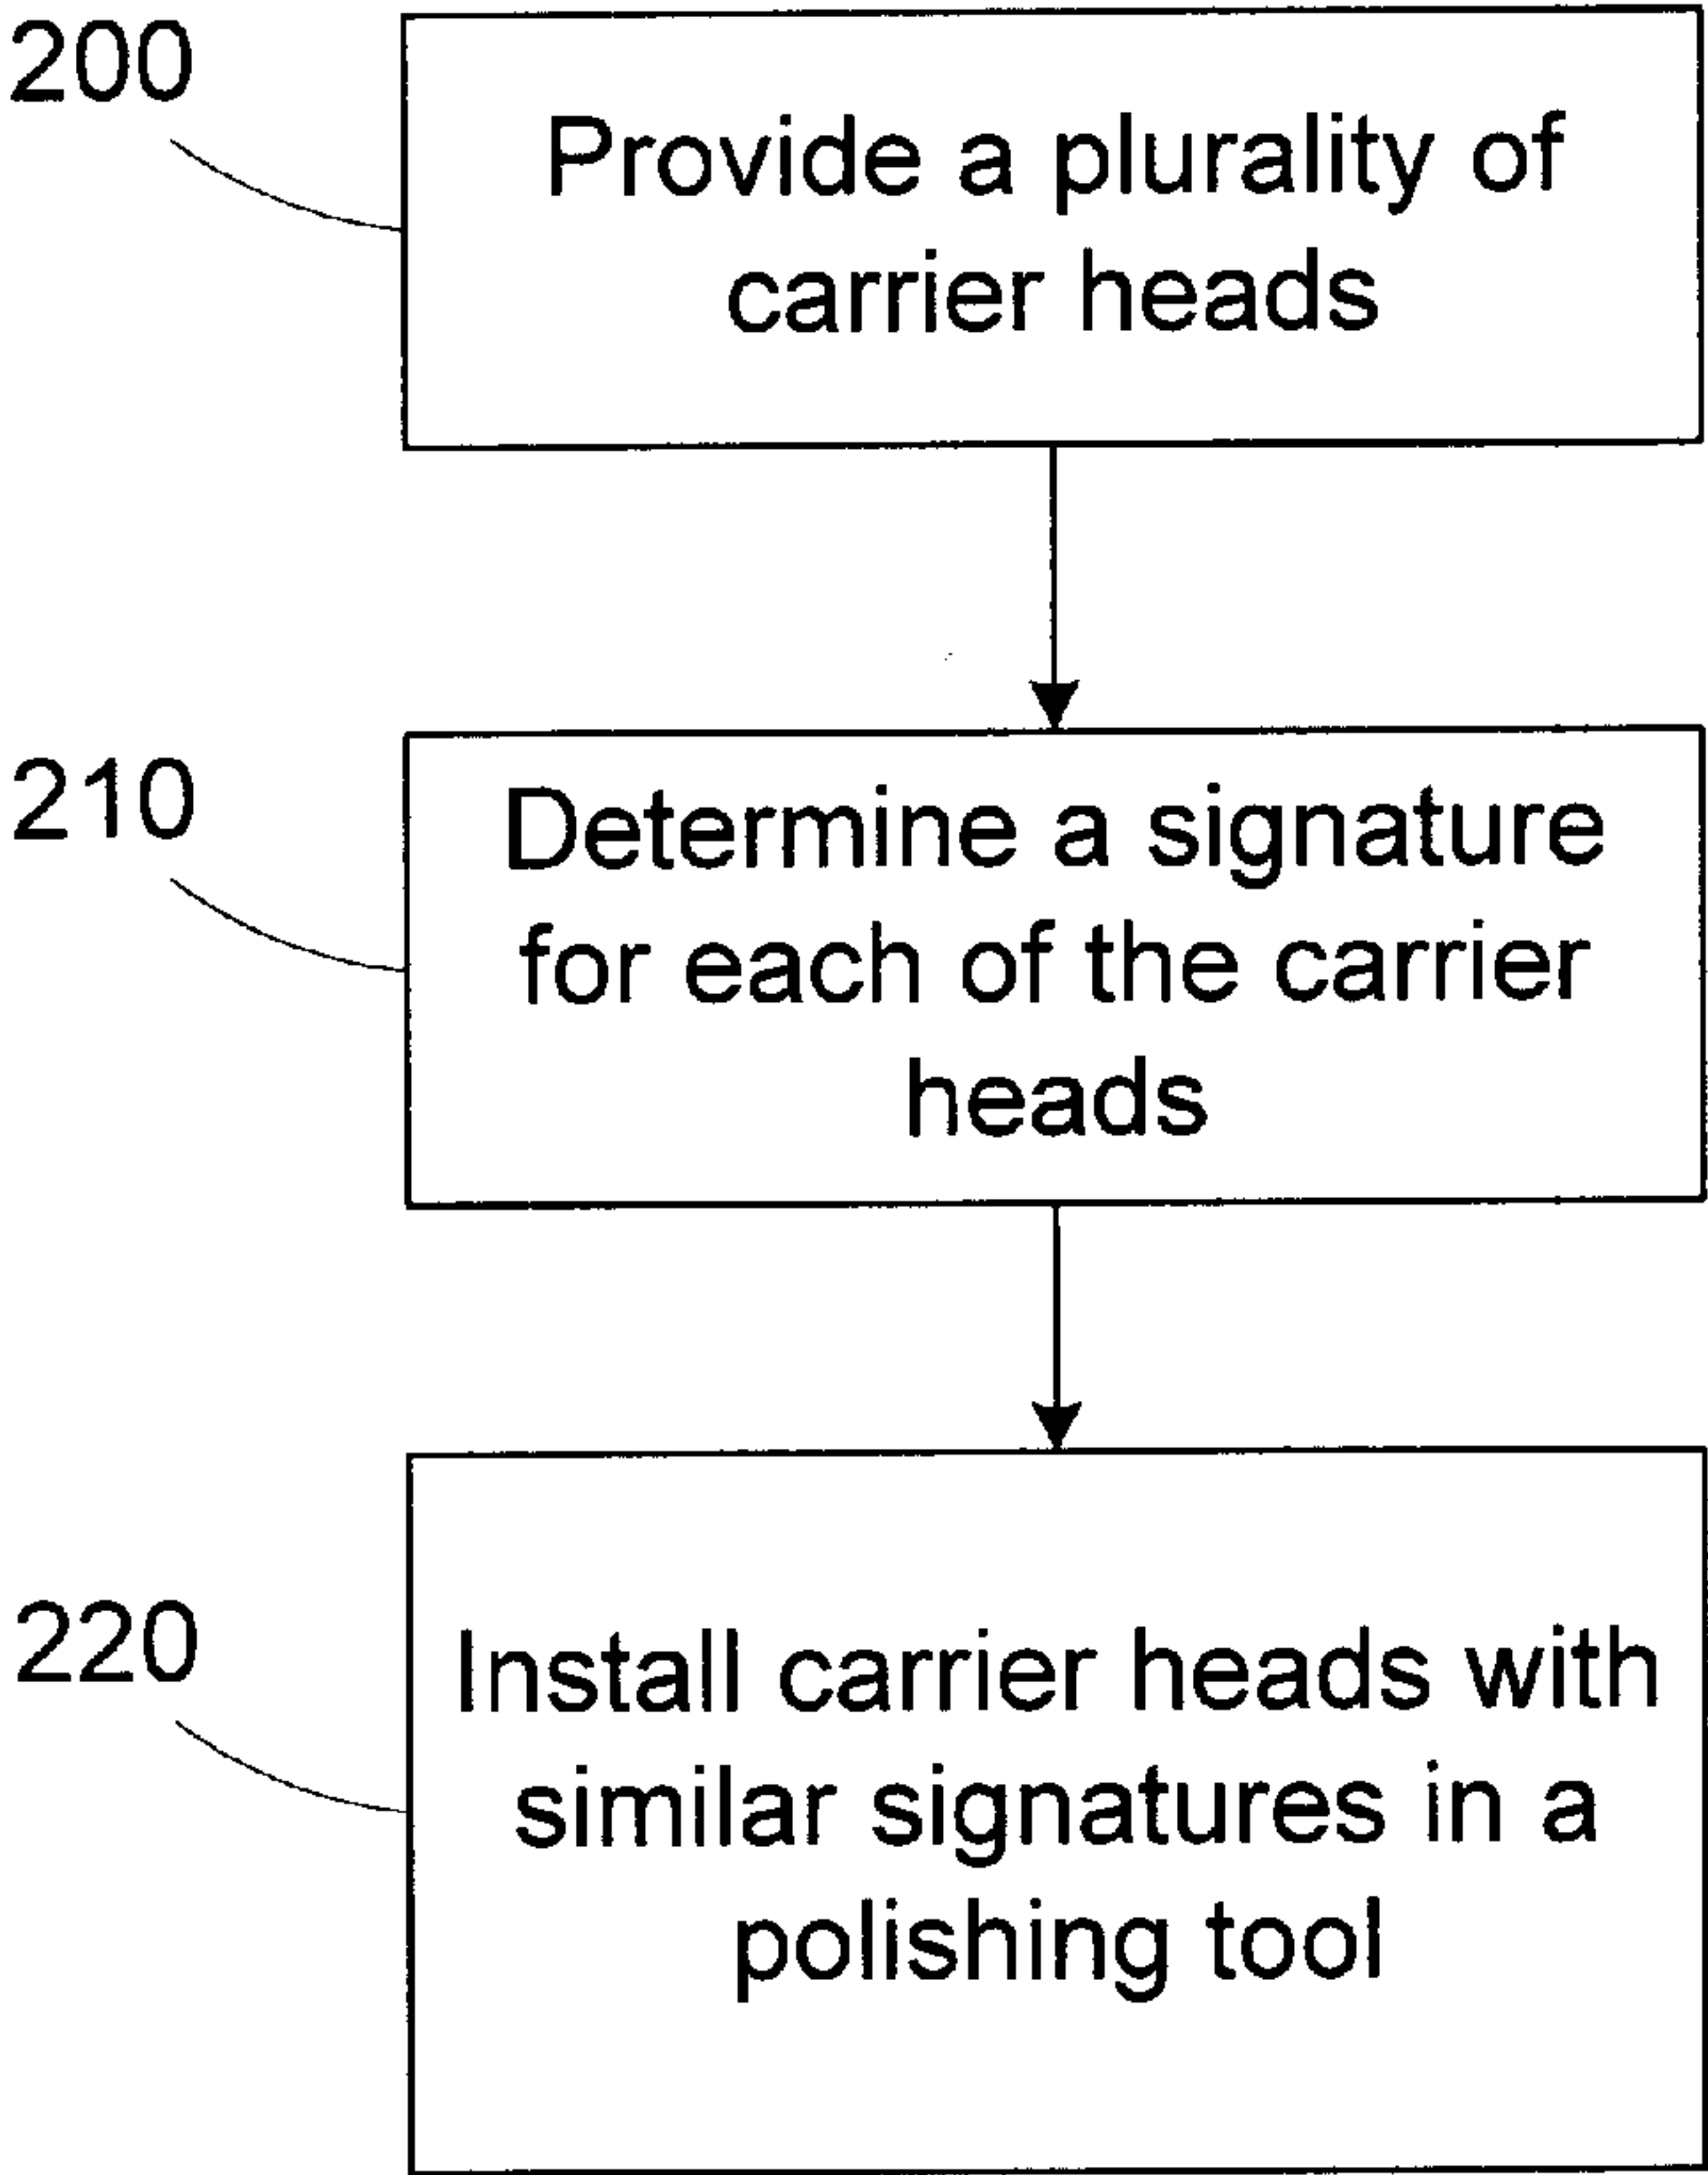 200
Provide a plurality of
carrier heads
210
Determine a signature
for each of the carrier
heads
220
Install carrier heads with
similar signatures in a
polishing tool